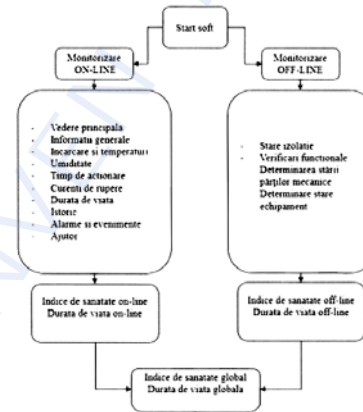 Start soft
Monitorizare
ON-LINE
Monitorizare
OFF-LINE
- Vedere principala
- Informatii generale
- Incarcare si temperaturi
- Umiditate
- Timp de actionare
- Curenti de rupere
- Durata de viata
- Istoric
- Alarme si evenimente
- Ajutor
- Stare izolatie
- Verificari functionale
Determinarea stării
părților mecanice
Determinare stare
echipament
Indice de sanatate on-line
Durata de viata on-line
Indice de sanatate off-line
Durata de viata off-line
Indice de sanatate global
Durata de viata globala